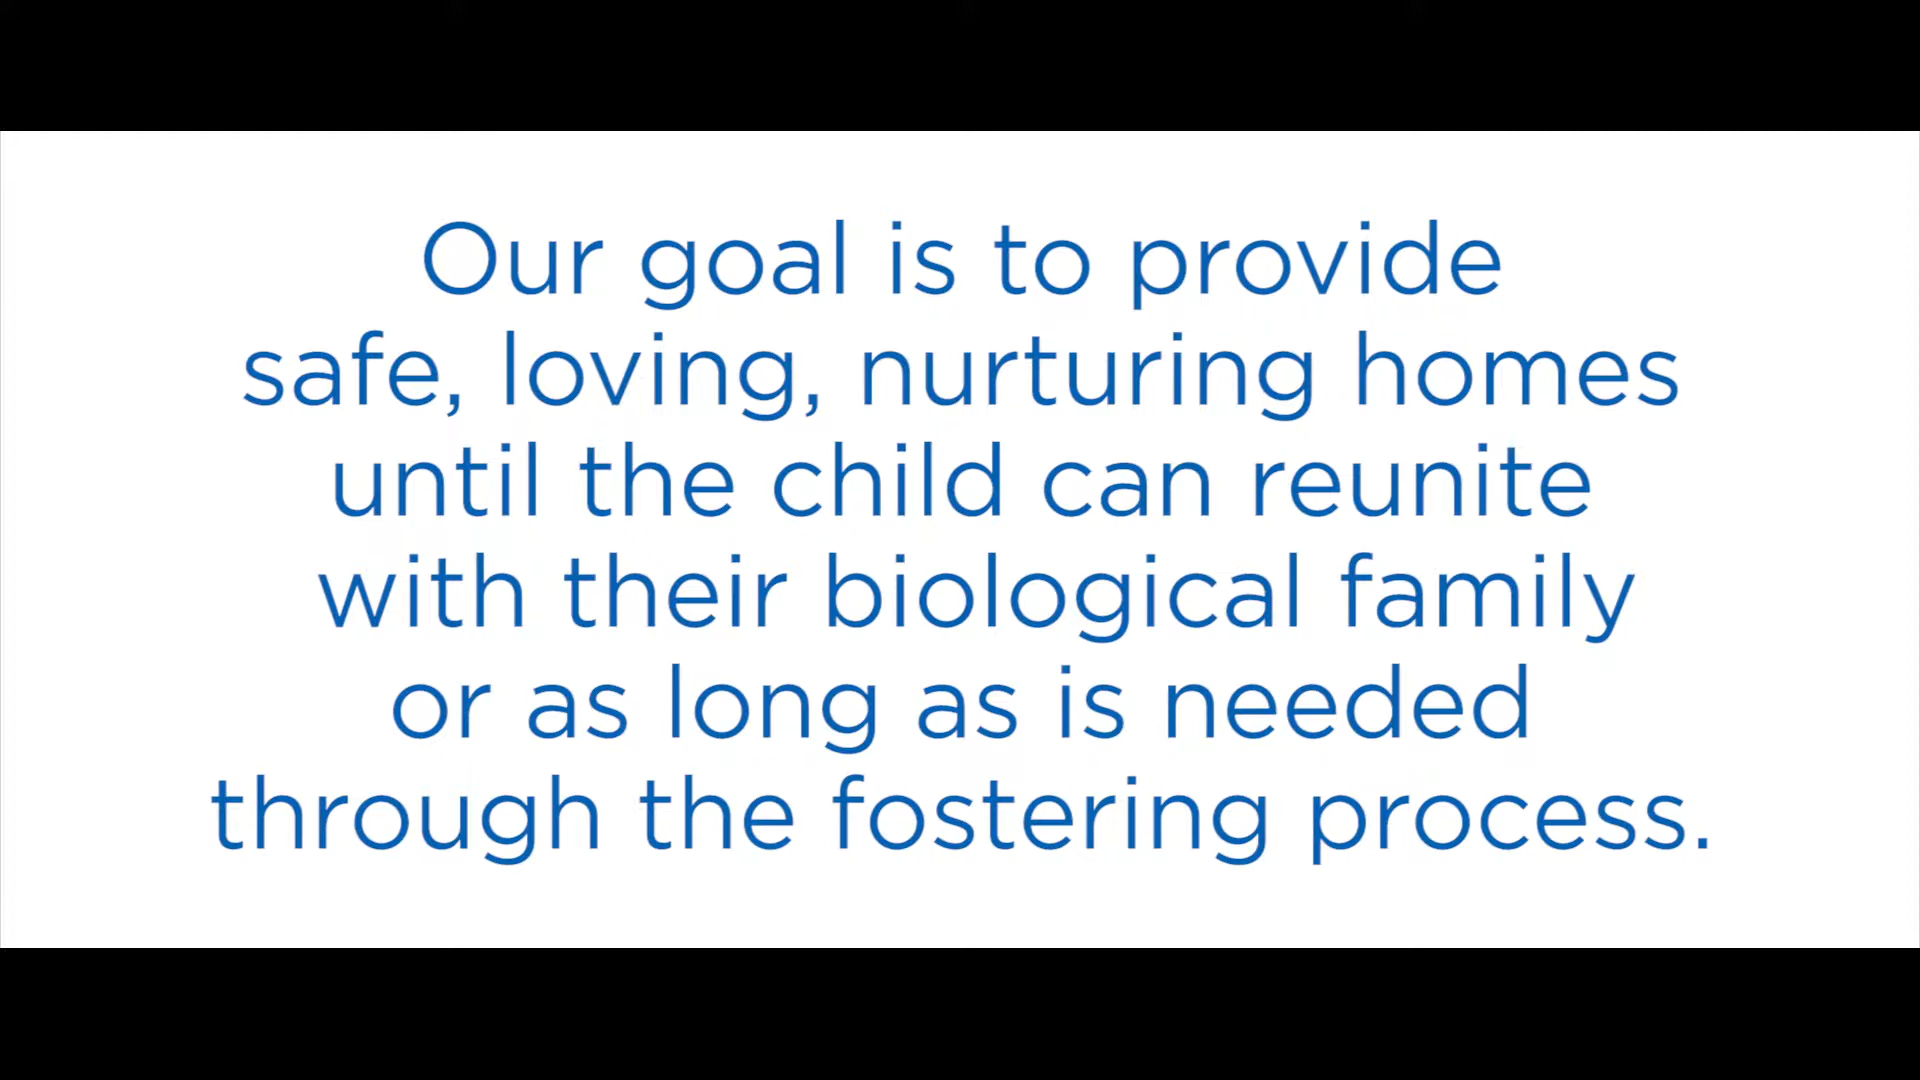 Our goal is to provide
safe, loving, nurturing homes
until the child can reunite
with their biological family
or as long as is needed
through the fostering process.